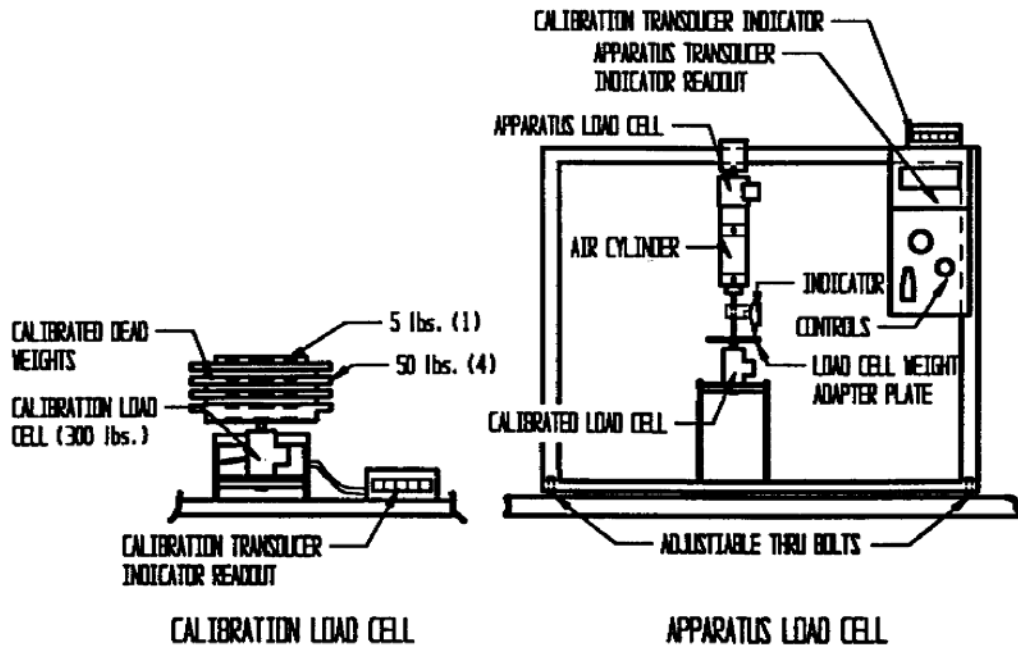 CALIBRATION TRANSDUCER INDICATOR
APPARATUS TRANSDUCER
INDICATOR READOUT
APPARATUS LOAD CELL
AIR CYLINDER
INDICATOR
CONTROLS
LOAD CELL WEIGHT
ADAPTER PLATE
CALIBRATED LOAD CELL
ADJUSTIABLE THRU BOLTS
APPARATUS LOAD CELL
5 lbs. (1)
CALIBRATED DEAD
WEIGHTS
50 lbs. (4)
CALIBRATION LOAD
CELL (300 lbs.)
CALIBRATION TRANSDUCER
INDICATOR READOUT
CALIBRATION LOAD CELL